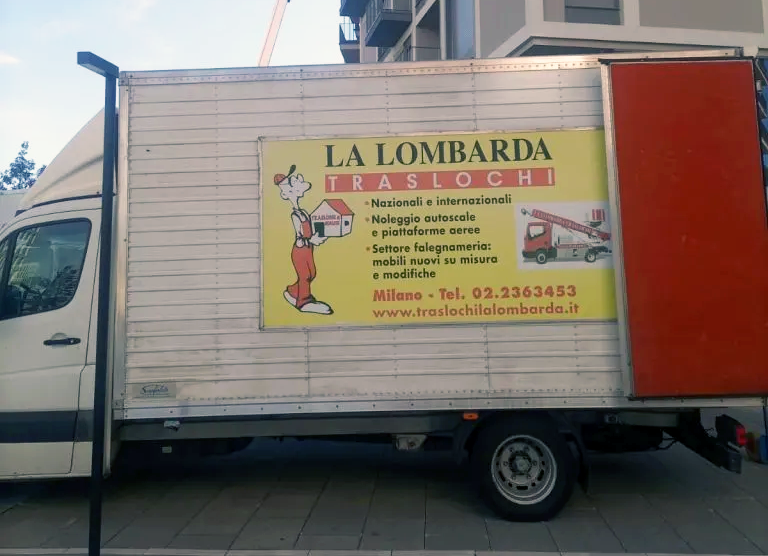 LA LOMBARDA
TRASLOCHI
Nazionali e internazionali
Noleggio autoscale
e piattaforme aeree
Settore falegnameria:
mobili nuovi su misura
e modifiche
Milano - Tel. 02.2363453
www.traslochilalombarda.it